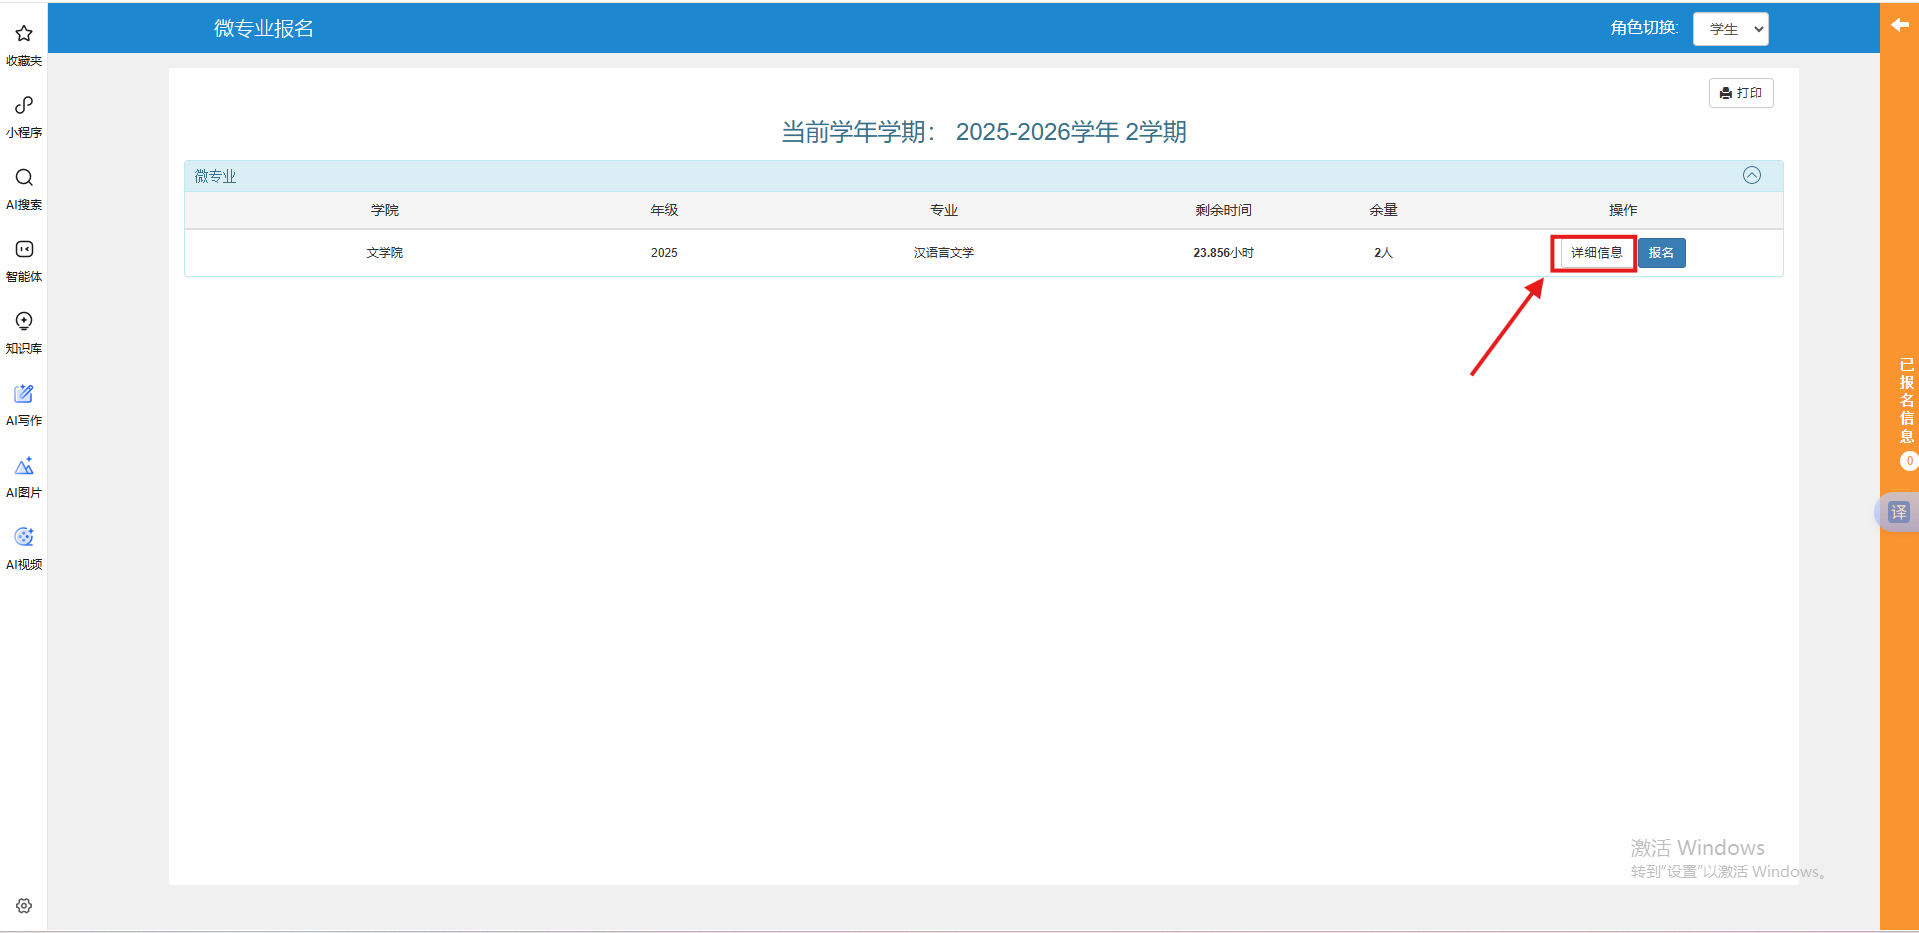 微专业报名
角色切换: 学生
收藏夹
小程序
AI搜索
智能体
知识库
AI写作
AI图片
AI视频
打印
当前学年学期： 2025-2026学年 2学期
微专业
学院 年级 专业 剩余时间 余量 操作
文学院 2025 汉语言文学 23.856小时 2人 详细信息 报名
已报名信息
0
译
激活 Windows
转到"设置"以激活 Windows。